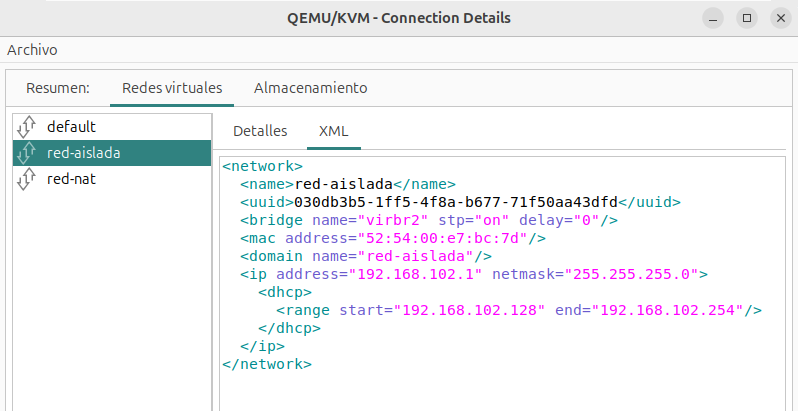 QEMU/KVM - Connection Details
Archivo
Resumen:
Redes virtuales
Almacenamiento
default
red-aislada
red-nat
Detalles
XML
<network>
  <name>red-aislada</name>
  <uuid>030db3b5-1ff5-4f8a-b677-71f50aa43dfd</uuid>
  <bridge name="virbr2" stp="on" delay="0"/>
  <mac address="52:54:00:e7:bc:7d"/>
  <domain name="red-aislada"/>
  <ip address="192.168.102.1" netmask="255.255.255.0">
    <dhcp>
      <range start="192.168.102.128" end="192.168.102.254"/>
    </dhcp>
  </ip>
</network>